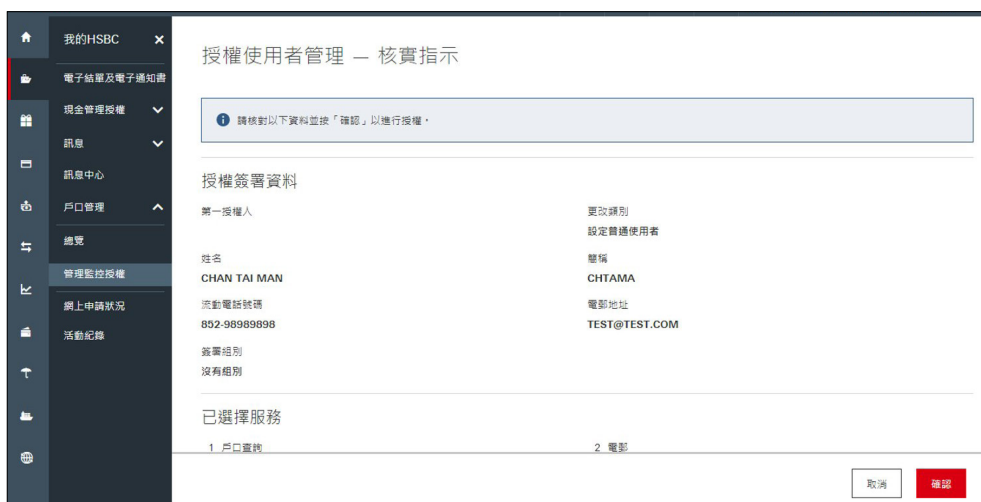 我的HSBC
電子結單及電子通知書
現金管理授權
訊息
訊息中心
戶口管理
總覽
管理監控授權
網上申請狀況
活動紀錄
授權使用者管理 — 核實指示
請核對以下資料並按「確認」以進行授權。
授權簽署資料
第一授權人
更改類別
設定普通使用者
姓名
簡稱
CHAN TAI MAN
CHTAMA
流動電話號碼
電郵地址
852-98989898
TEST@TEST.COM
簽署組別
沒有組別
已選擇服務
1 戶口查詢
2 電郵
取消
確認